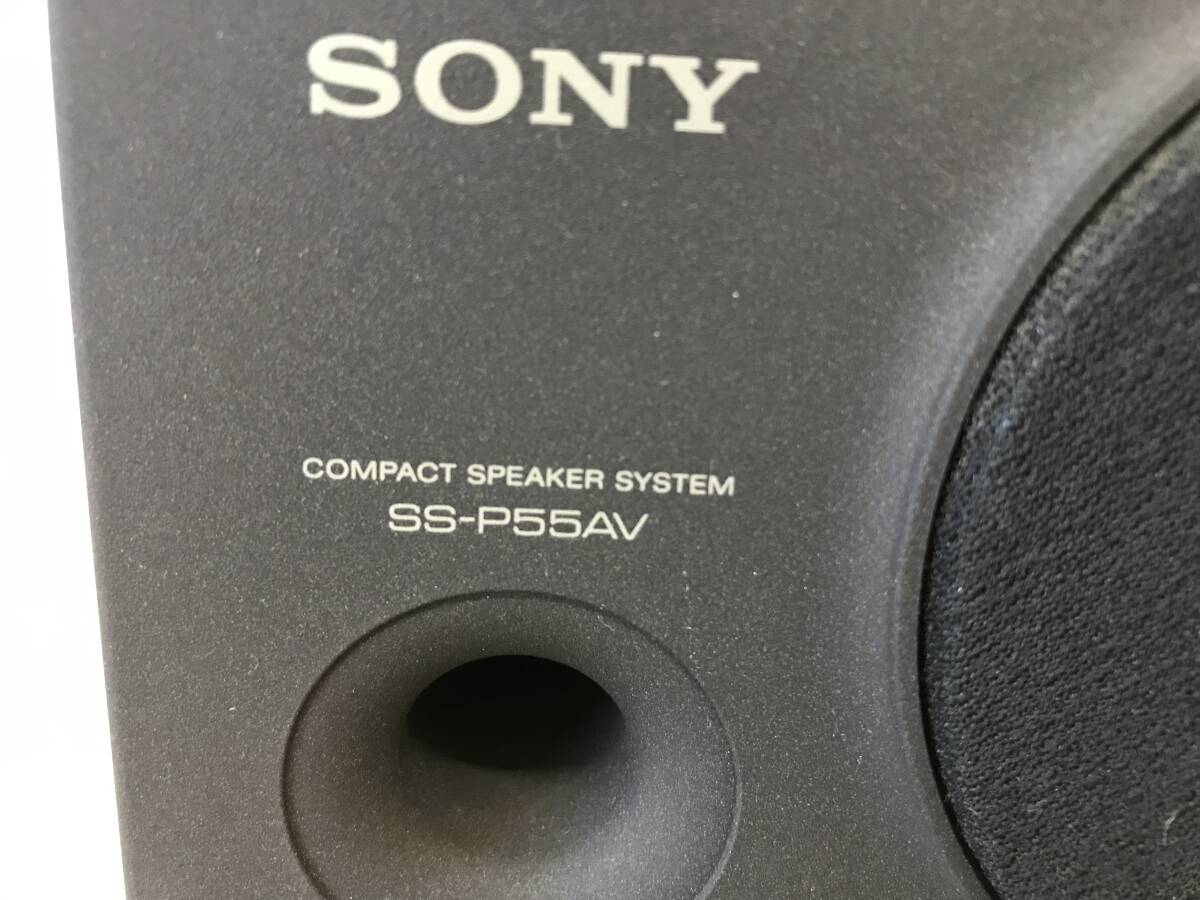 SONY
COMPACT SPEAKER SYSTEM
SS-P55AV